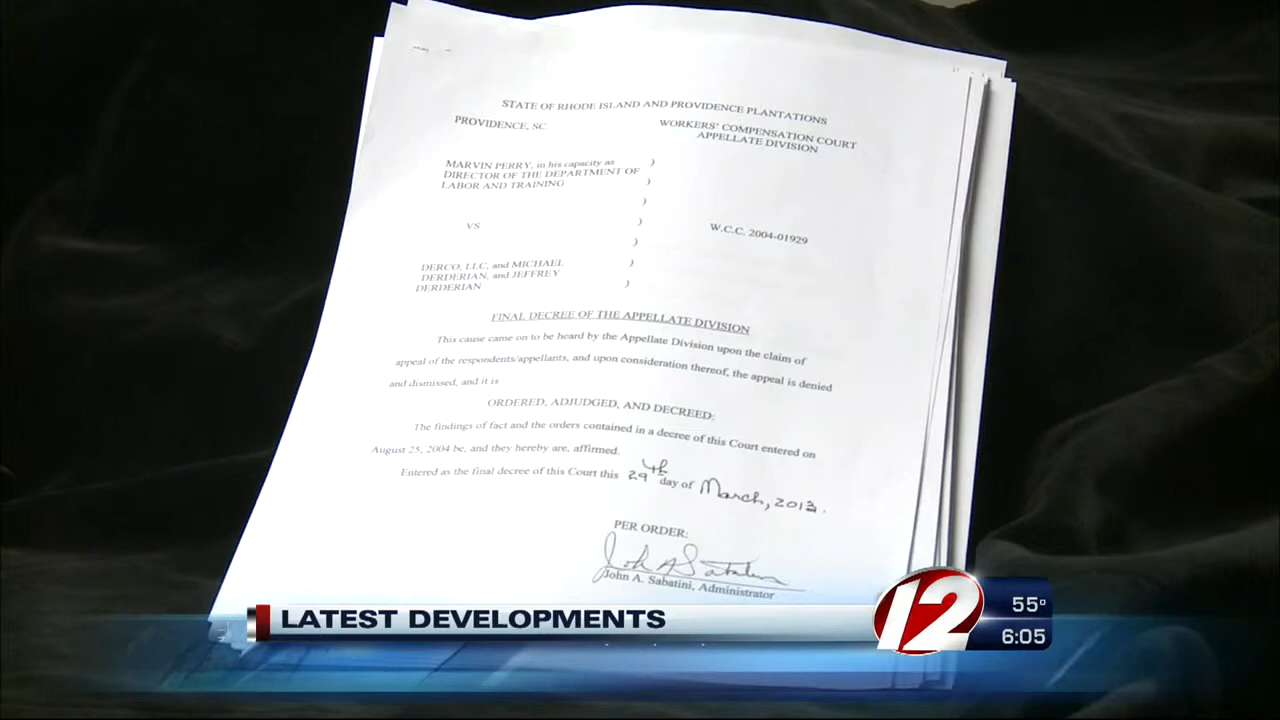 STATE OF RHODE ISLAND AND PROVIDENCE PLANTATIONS
PROVIDENCE, SC
WORKERS' COMPENSATION COURT
APPELLATE DIVISION
MARVIN PERRY, in his capacity as )
DIRECTOR OF THE DEPARTMENT OF
LABOR AND TRAINING )
)
VS )
W.C.C. 2004-01929
)
DERCO, LLC, and MICHAEL )
DERDERIAN, and JEFFREY
DERDERIAN )
FINAL DECREE OF THE APPELLATE DIVISION
This cause came on to be heard by the Appellate Division upon the claim of
appeal of the respondents/appellants, and upon consideration thereof, the appeal is denied
and dismissed, and it is
ORDERED, ADJUDGED, AND DECREED:
The findings of fact and the orders contained in a decree of this Court entered on
August 25, 2004 be, and they hereby are, affirmed.
Entered as the final decree of this Court this 29th day of March, 2013.
PER ORDER:
John A Sabatini
John A. Sabatini, Administrator
LATEST DEVELOPMENTS
12
55°
6:05